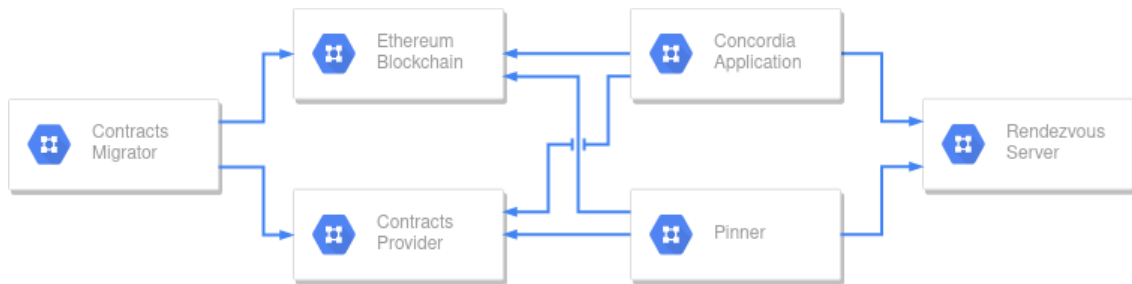 Ethereum
Blockchain
Concordia
Application
Contracts
Migrator
Rendezvous
Server
Contracts
Provider
Pinner